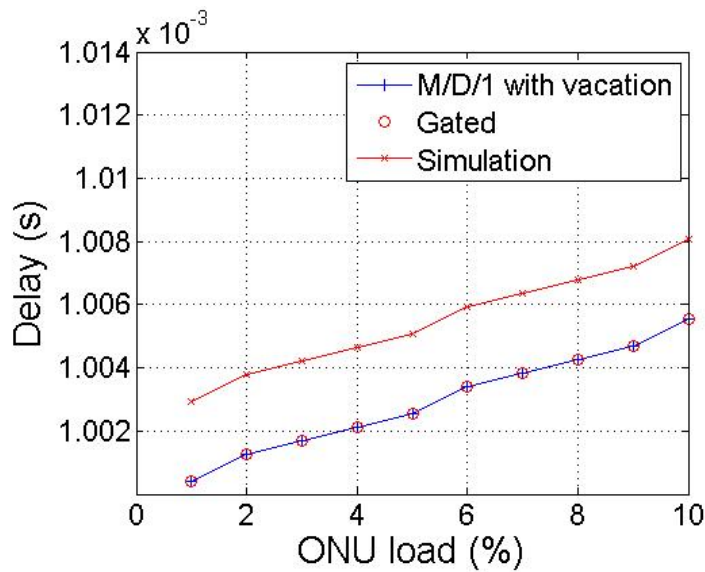 x 10⁻³
1.014
1.012
1.01
1.008
1.006
1.004
1.002
Delay (s)
M/D/1 with vacation
Gated
Simulation
0 2 4 6 8 10
ONU load (%)